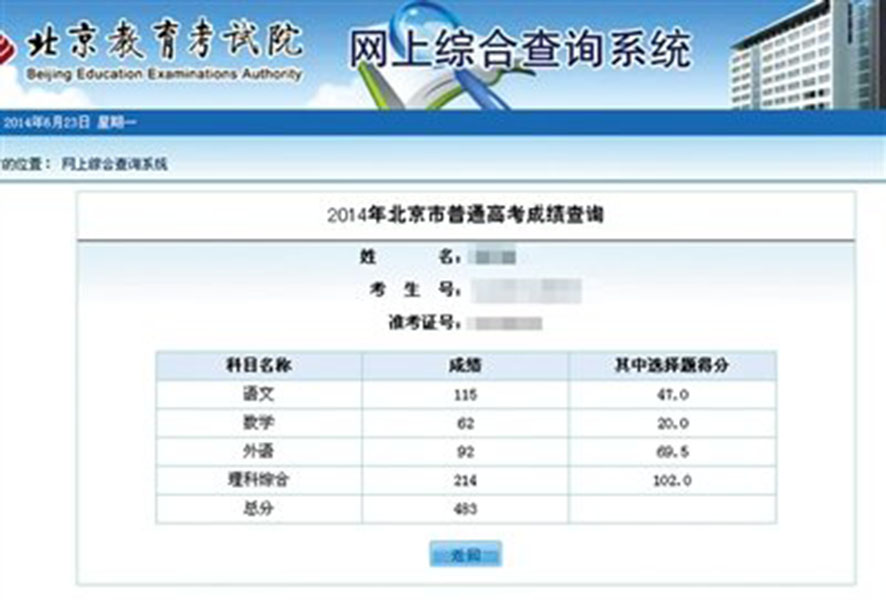 北京教育考试院
Beijing Education Examinations Authority
网上综合查询系统
2014年6月23日 星期一
的位置： 网上综合查询系统
2014年北京市普通高考成绩查询
姓 名：
考 生 号：
准考证号：
科目名称 成绩 其中选择题得分
语文 115 47.0
数学 62 20.0
外语 92 69.5
理科综合 214 102.0
总分 483
返回